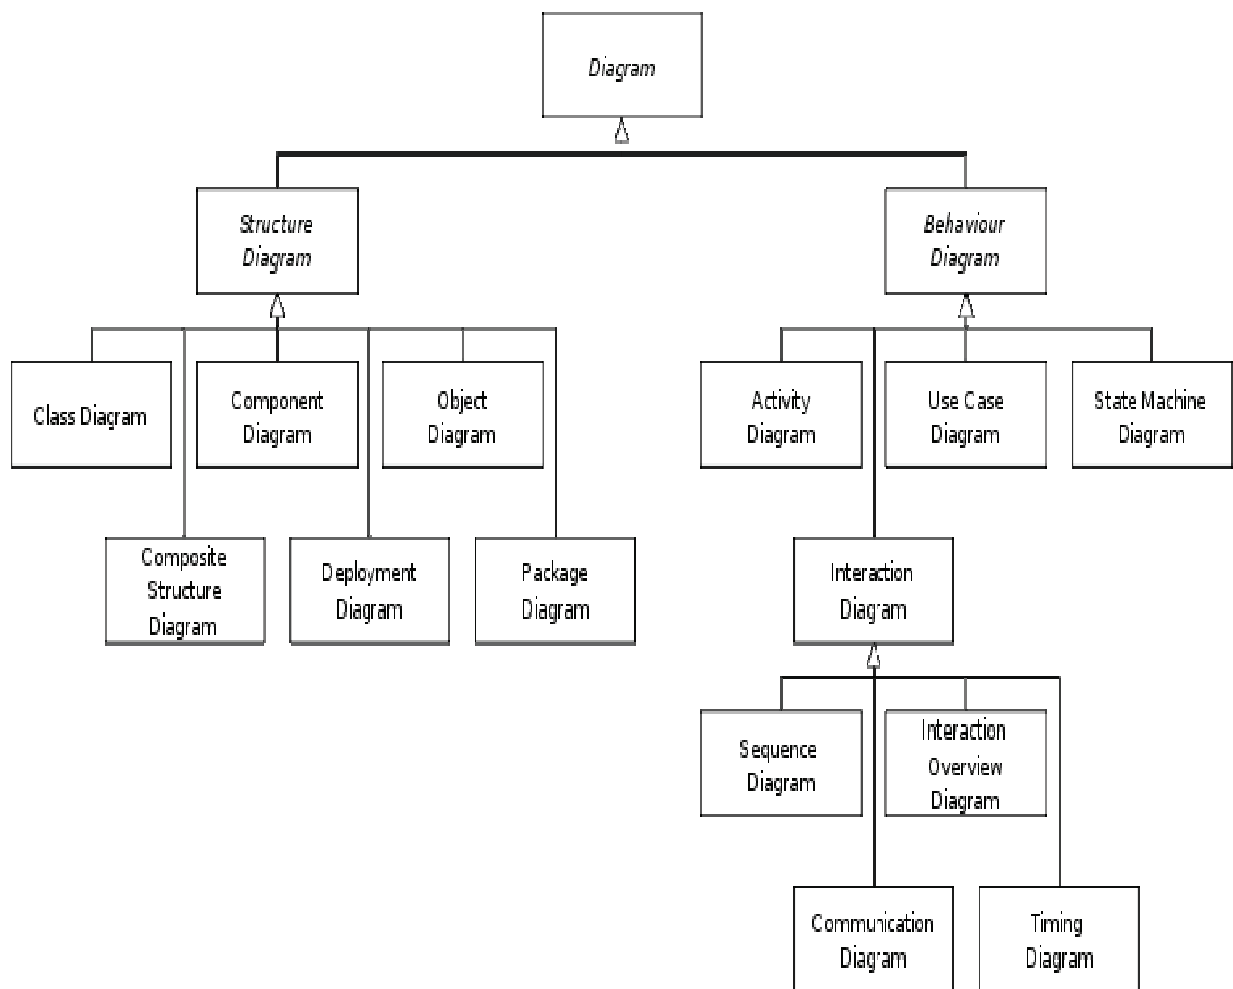 Diagram
Structure
Diagram
Behaviour
Diagram
Class Diagram
Component
Diagram
Object
Diagram
Activity
Diagram
Use Case
Diagram
State Machine
Diagram
Composite
Structure
Diagram
Deployment
Diagram
Package
Diagram
Interaction
Diagram
Sequence
Diagram
Interaction
Overview
Diagram
Communication
Diagram
Timing
Diagram